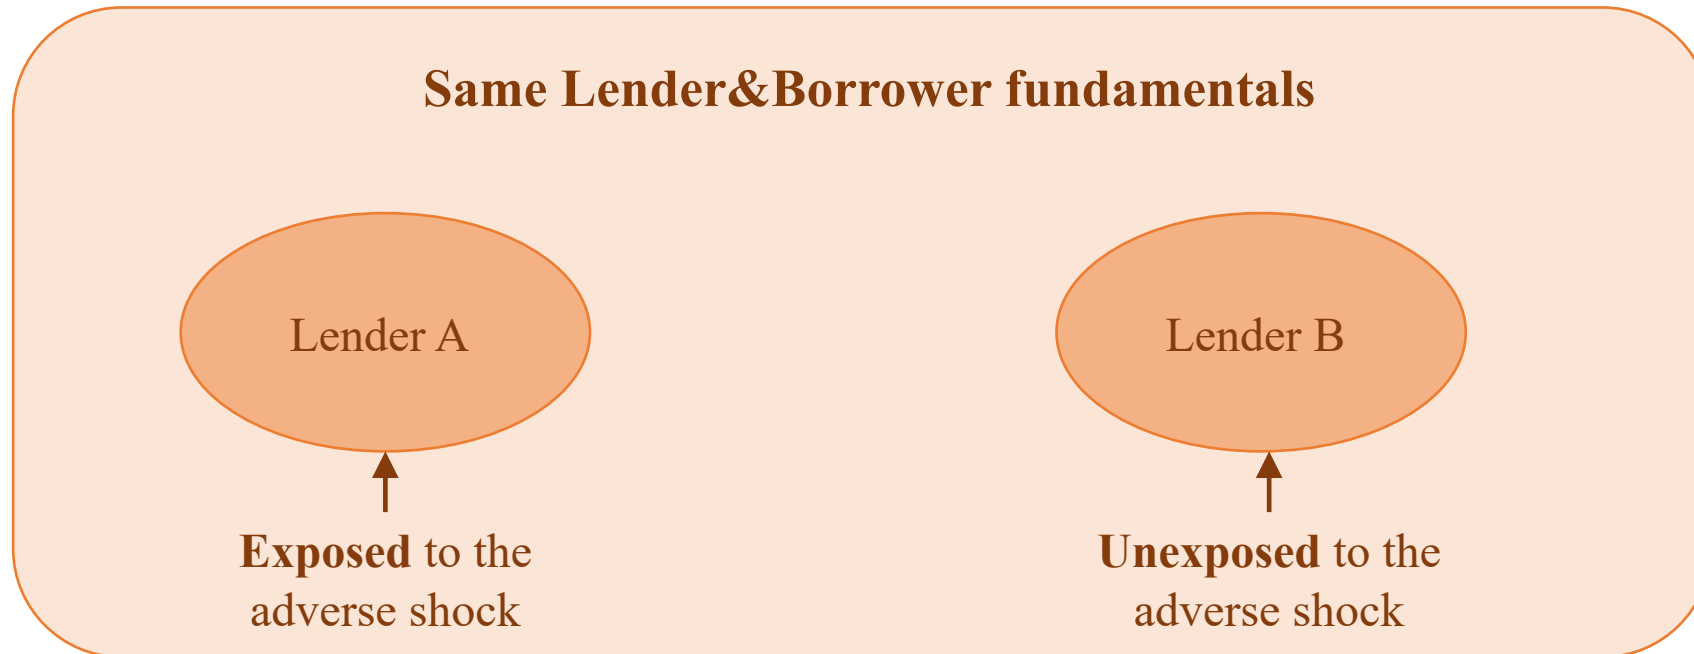 Same Lender&Borrower fundamentals
Lender A
Lender B
Exposed to the
adverse shock
Unexposed to the
adverse shock